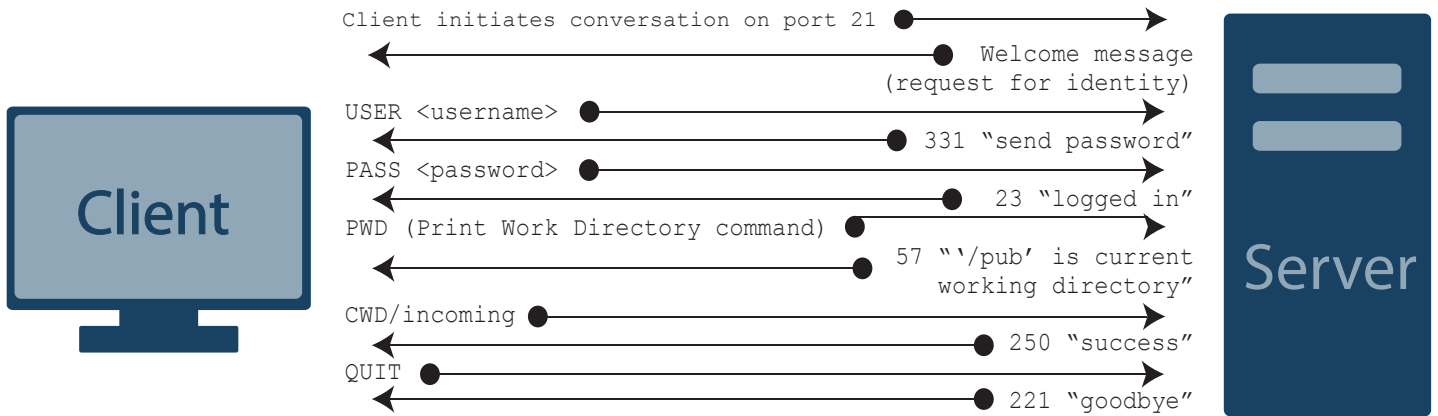 Client initiates conversation on port 21
Welcome message
(request for identity)
USER <username>
331 “send password”
PASS <password>
23 “logged in”
PWD (Print Work Directory command)
57 “‘/pub’ is current
working directory”
CWD/incoming
250 “success”
QUIT
221 “goodbye”
Client
Server